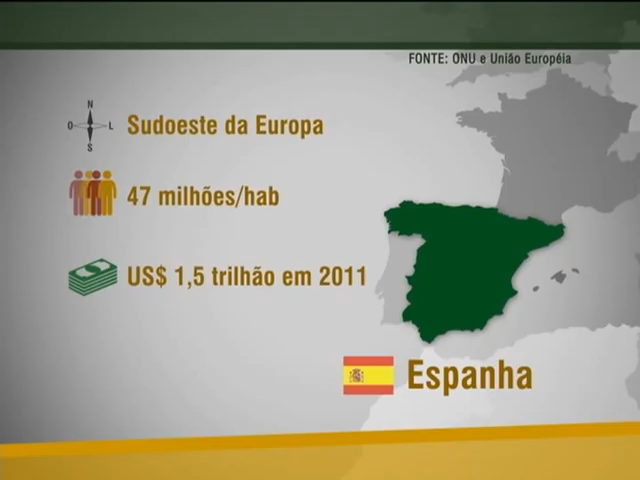 FONTE: ONU e União Européia
N
O L
S
Sudoeste da Europa
47 milhões/hab
US$ 1,5 trilhão em 2011
Espanha